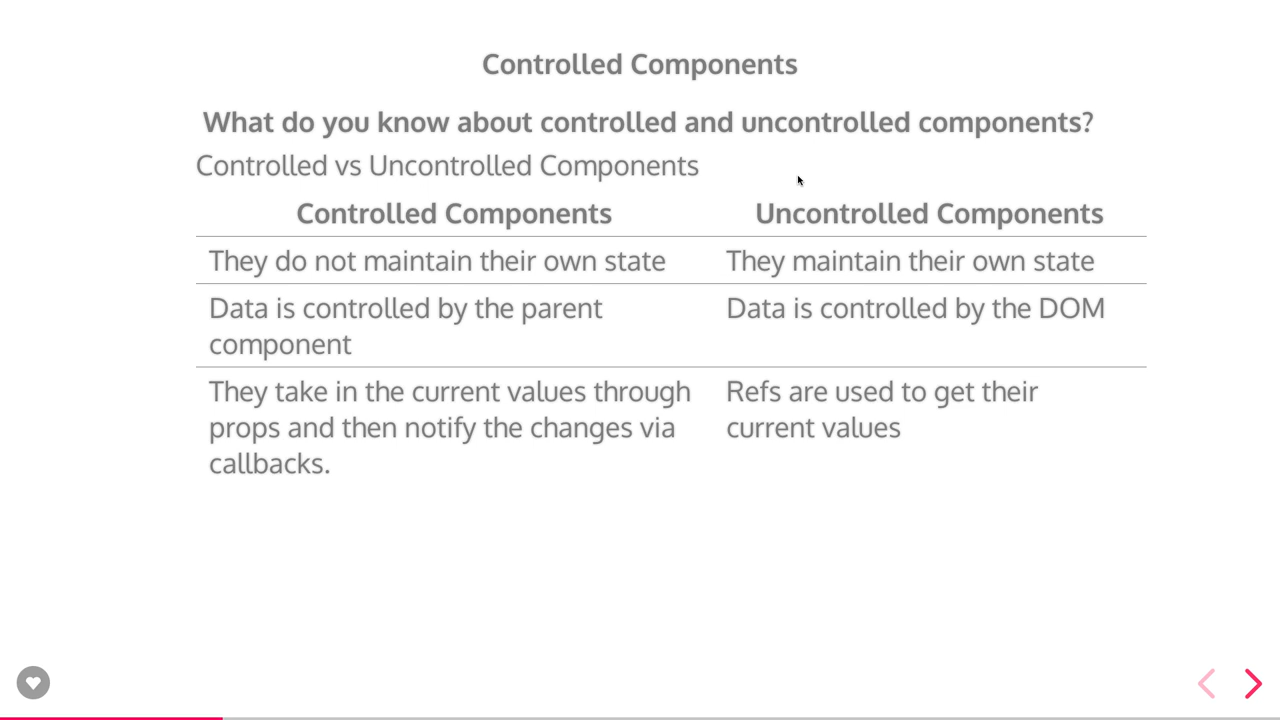 Controlled Components
What do you know about controlled and uncontrolled components?
Controlled vs Uncontrolled Components
Controlled Components
Uncontrolled Components
They do not maintain their own state
They maintain their own state
Data is controlled by the parent
component
Data is controlled by the DOM
They take in the current values through
props and then notify the changes via
callbacks.
Refs are used to get their
current values